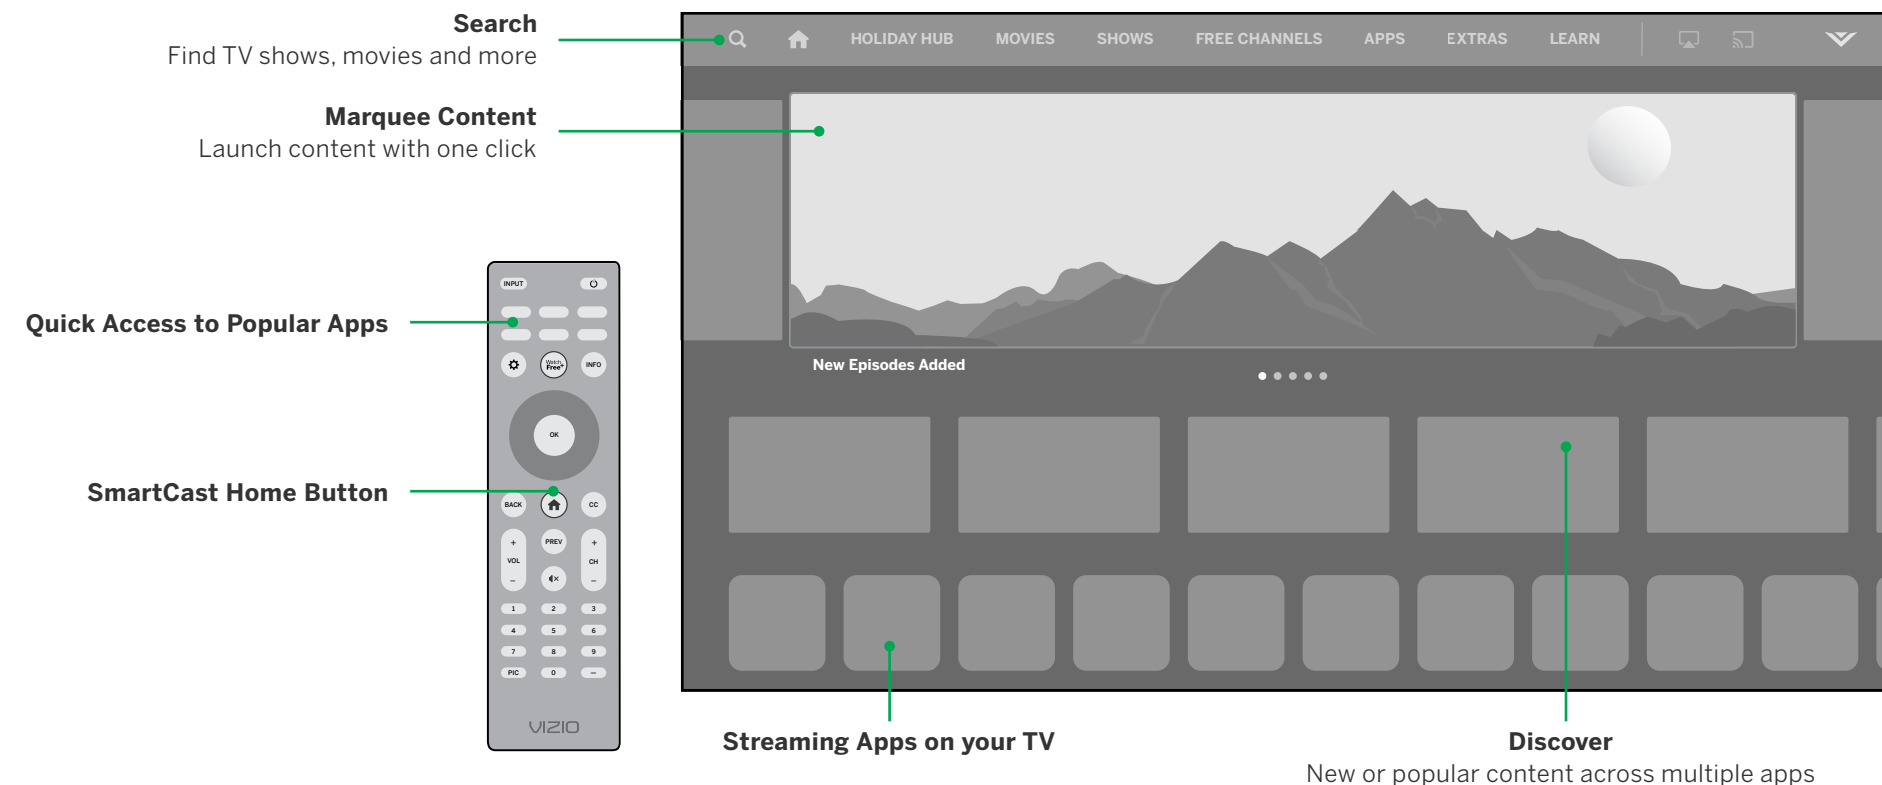 Search
Find TV shows, movies and more
HOLIDAY HUB MOVIES SHOWS FREE CHANNELS APPS EXTRAS LEARN
Marquee Content
Launch content with one click
New Episodes Added
Quick Access to Popular Apps
SmartCast Home Button
INPUT
Watch
Free+
INFO
OK
BACK CC
+ PREV +
VOL CH
– –
1 2 3
4 5 6
7 8 9
PIC 0 –
VIZIO
Streaming Apps on your TV
Discover
New or popular content across multiple apps